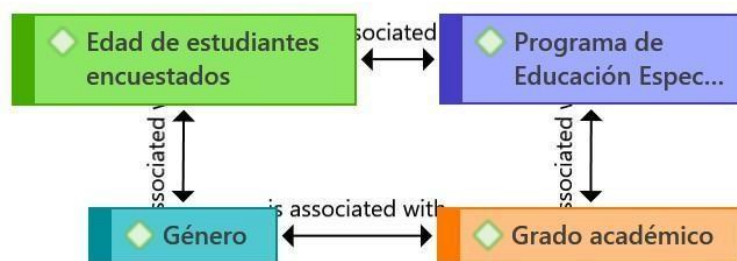 Edad de estudiantes
encuestados
sociated
Programa de
Educación Espec...
ssociated
ssociated
is associated with
Género
Grado académico